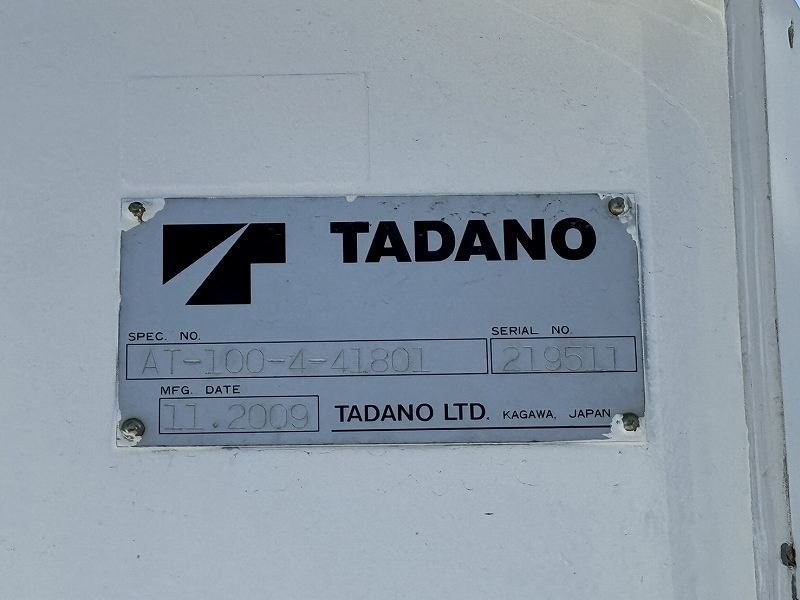 TADANO
SPEC. NO. SERIAL NO.
AT-100-4-41801 219511
MFG. DATE
11.2009 TADANO LTD. KAGAWA, JAPAN